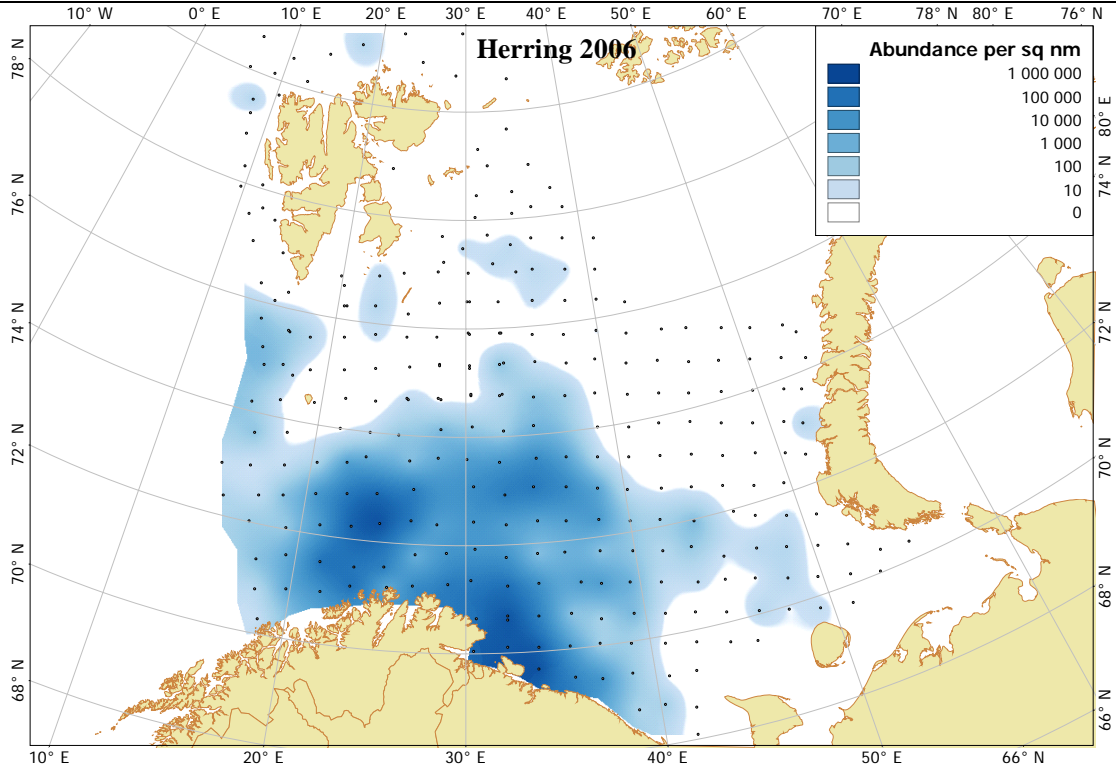 10° W 0° E 10 E 20° E 30° E 40° E 50° E 60° E 70° E 78° N 80° E 76° N
Herring 2006
Abundance per sq nm
1 000 000
100 000
10 000
1 000
100
10
0
78° N
76° N
74° N
72° N
70° N
68° N
80° E
74° N
72° N
70° N
68° N
66° N
10° E 20° E 30° E 40° E 50° E 66° N